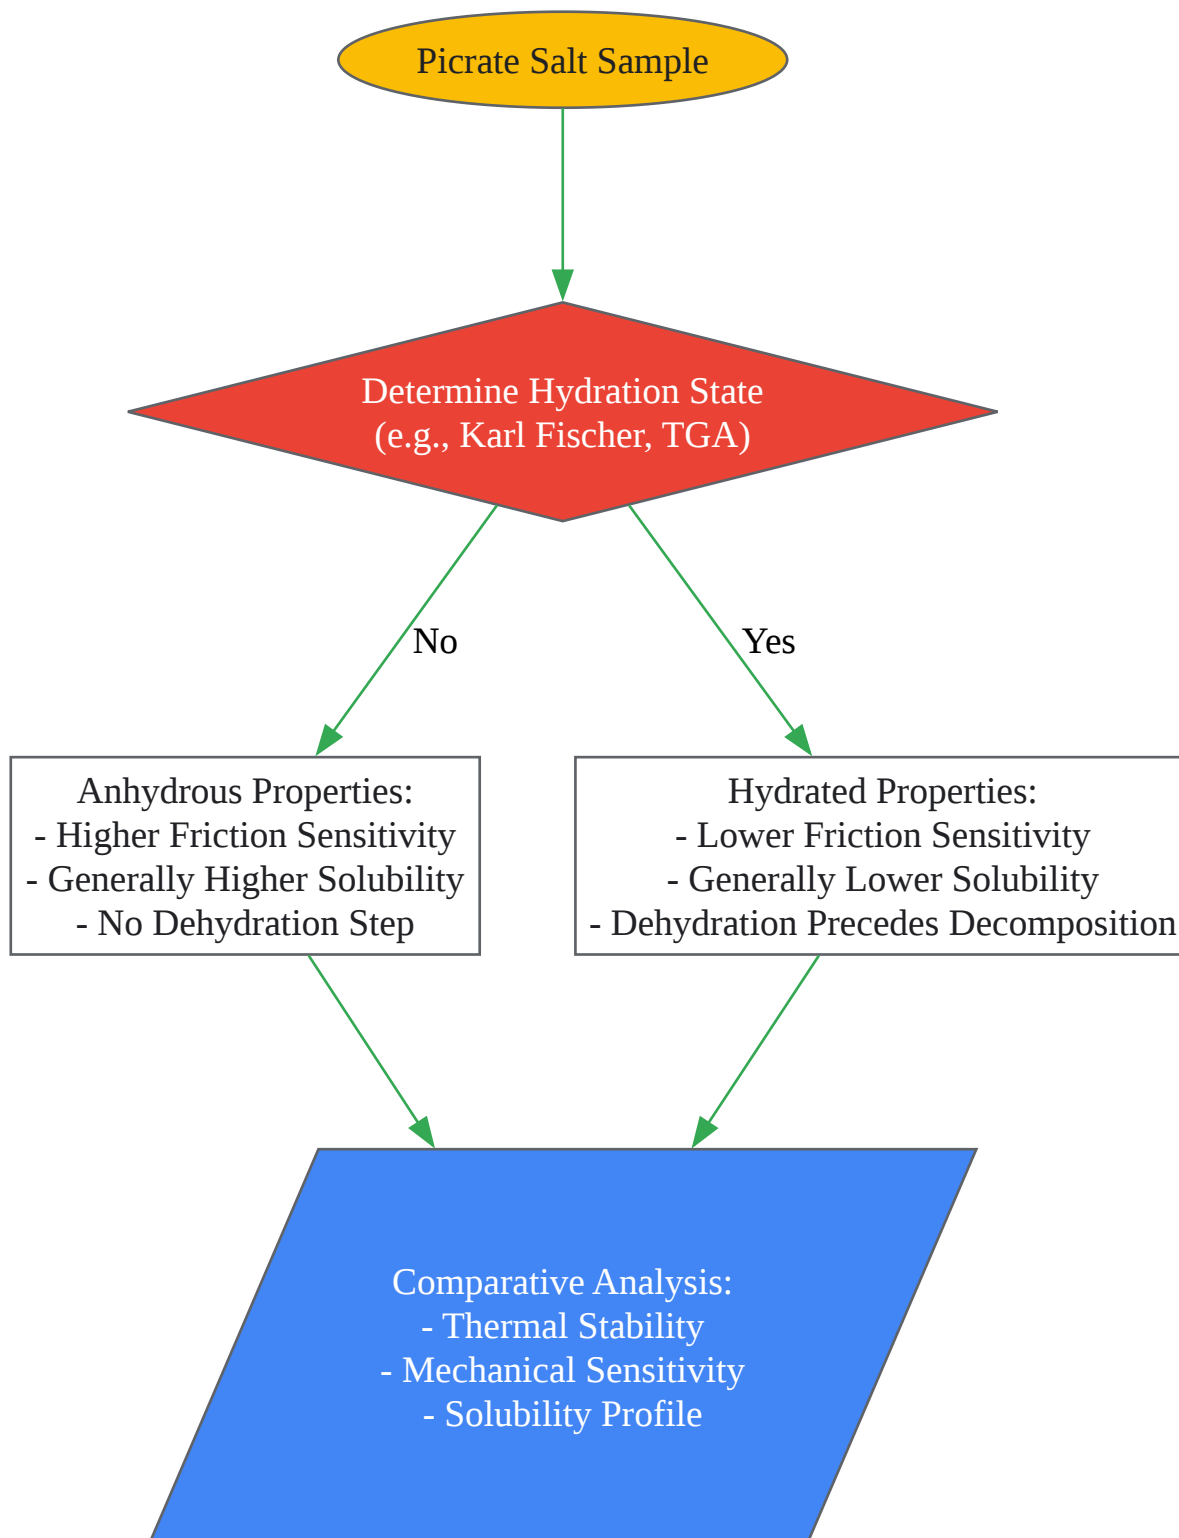 Picrate Salt Sample
Determine Hydration State
(e.g., Karl Fischer, TGA)
No
Yes
Anhydrous Properties:
- Higher Friction Sensitivity
- Generally Higher Solubility
- No Dehydration Step
Hydrated Properties:
- Lower Friction Sensitivity
- Generally Lower Solubility
- Dehydration Precedes Decomposition
Comparative Analysis:
- Thermal Stability
- Mechanical Sensitivity
- Solubility Profile